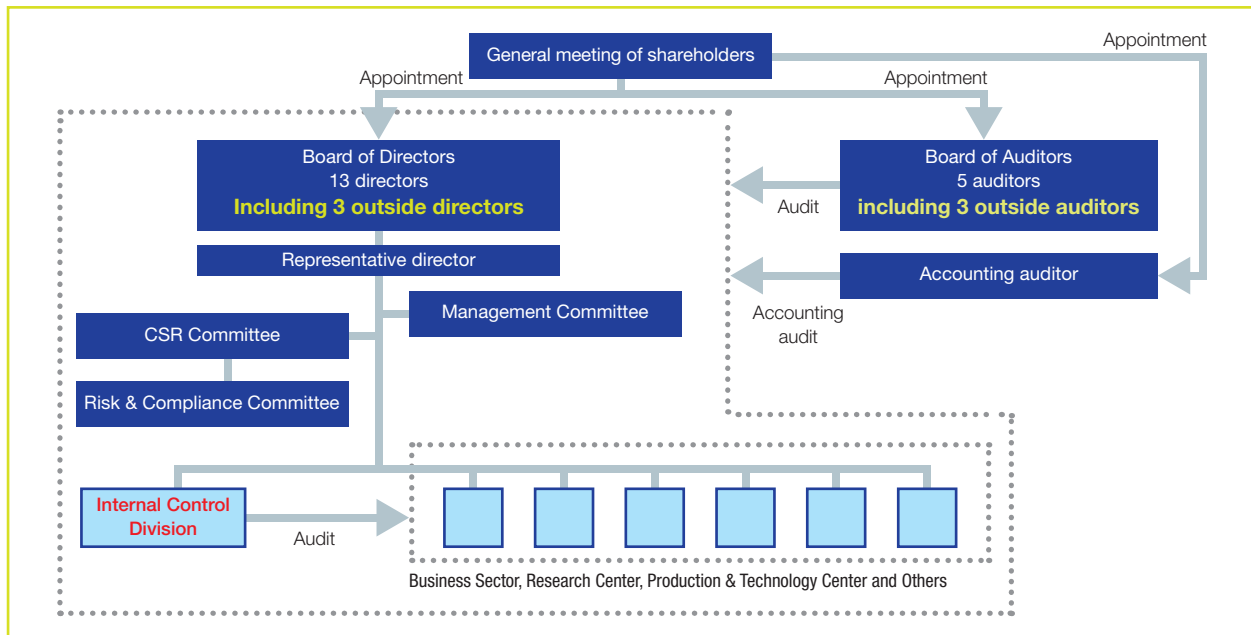 General meeting of shareholders
Appointment
Appointment
Appointment
Board of Directors
13 directors
Including 3 outside directors
Board of Auditors
5 auditors
including 3 outside auditors
Audit
Representative director
Accounting auditor
Accounting
audit
Management Committee
CSR Committee
Risk & Compliance Committee
Internal Control
Division
Audit
Business Sector, Research Center, Production & Technology Center and Others